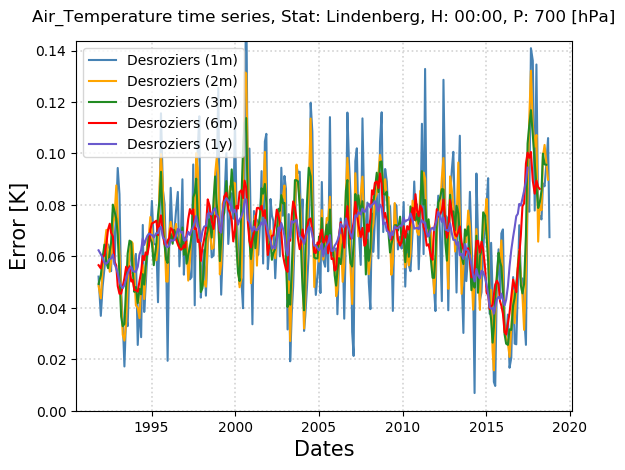 Air_Temperature time series, Stat: Lindenberg, H: 00:00, P: 700 [hPa]
0.14
0.12
0.10
0.08
0.06
0.04
0.02
0.00
Error [K]
Desroziers (1m)
Desroziers (2m)
Desroziers (3m)
Desroziers (6m)
Desroziers (1y)
1995
2000
2005
2010
2015
2020
Dates